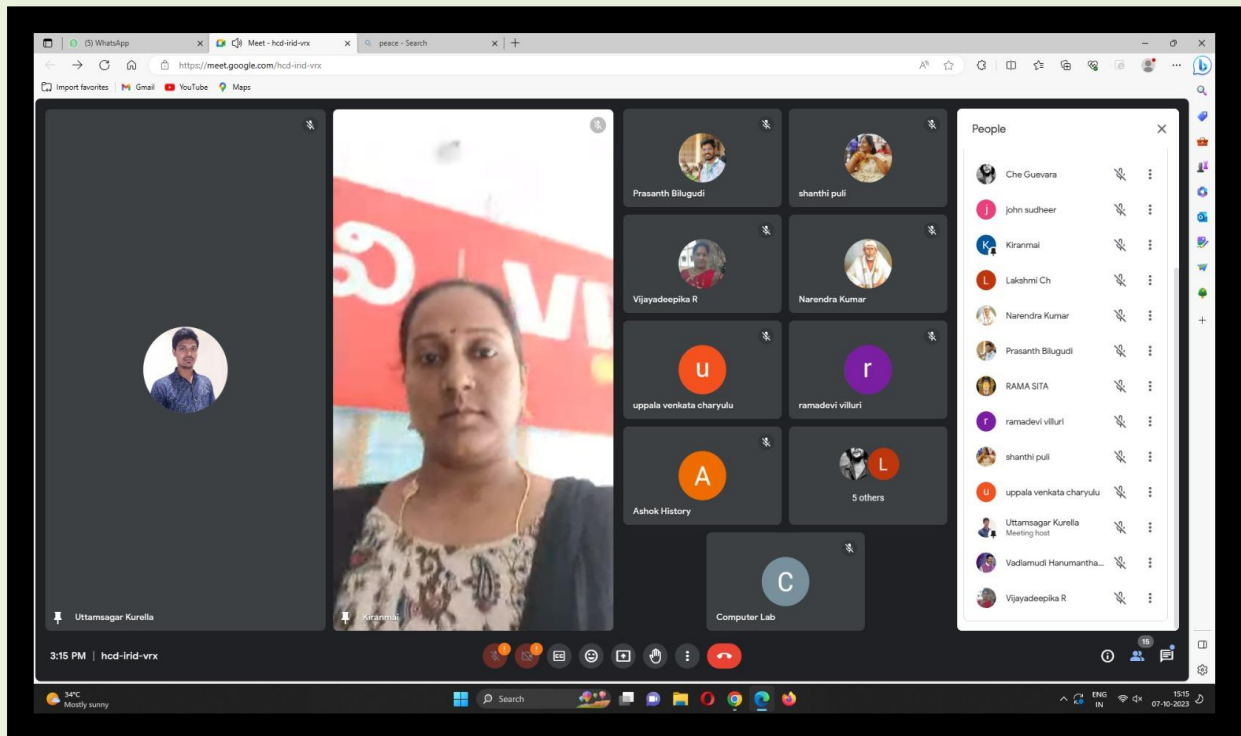 (5) WhatsApp
Meet - hcd-irid-vrx
peace - Search
https://meet.google.com/hcd-irid-vrx
Import favorites
Gmail
YouTube
Maps
Uttamsagar Kurella
వి VI
Kiranmai
Prasanth Bilugudi
shanthi puli
Vijayadeepika R
Narendra Kumar
u
uppala venkata charyulu
r
ramadevi villuri
A
Ashok History
L
5 others
C
Computer Lab
People
Che Guevara
j john sudheer
K Kiranmai
L Lakshmi Ch
Narendra Kumar
Prasanth Bilugudi
RAMA SITA
r ramadevi villuri
shanthi puli
u uppala venkata charyulu
Uttamsagar Kurella
Meeting host
Vadlamudi Hanumantha...
Vijayadeepika R
3:15 PM | hcd-irid-vrx
34°C
Mostly sunny
Search
ENG
IN
15:15
07-10-2023